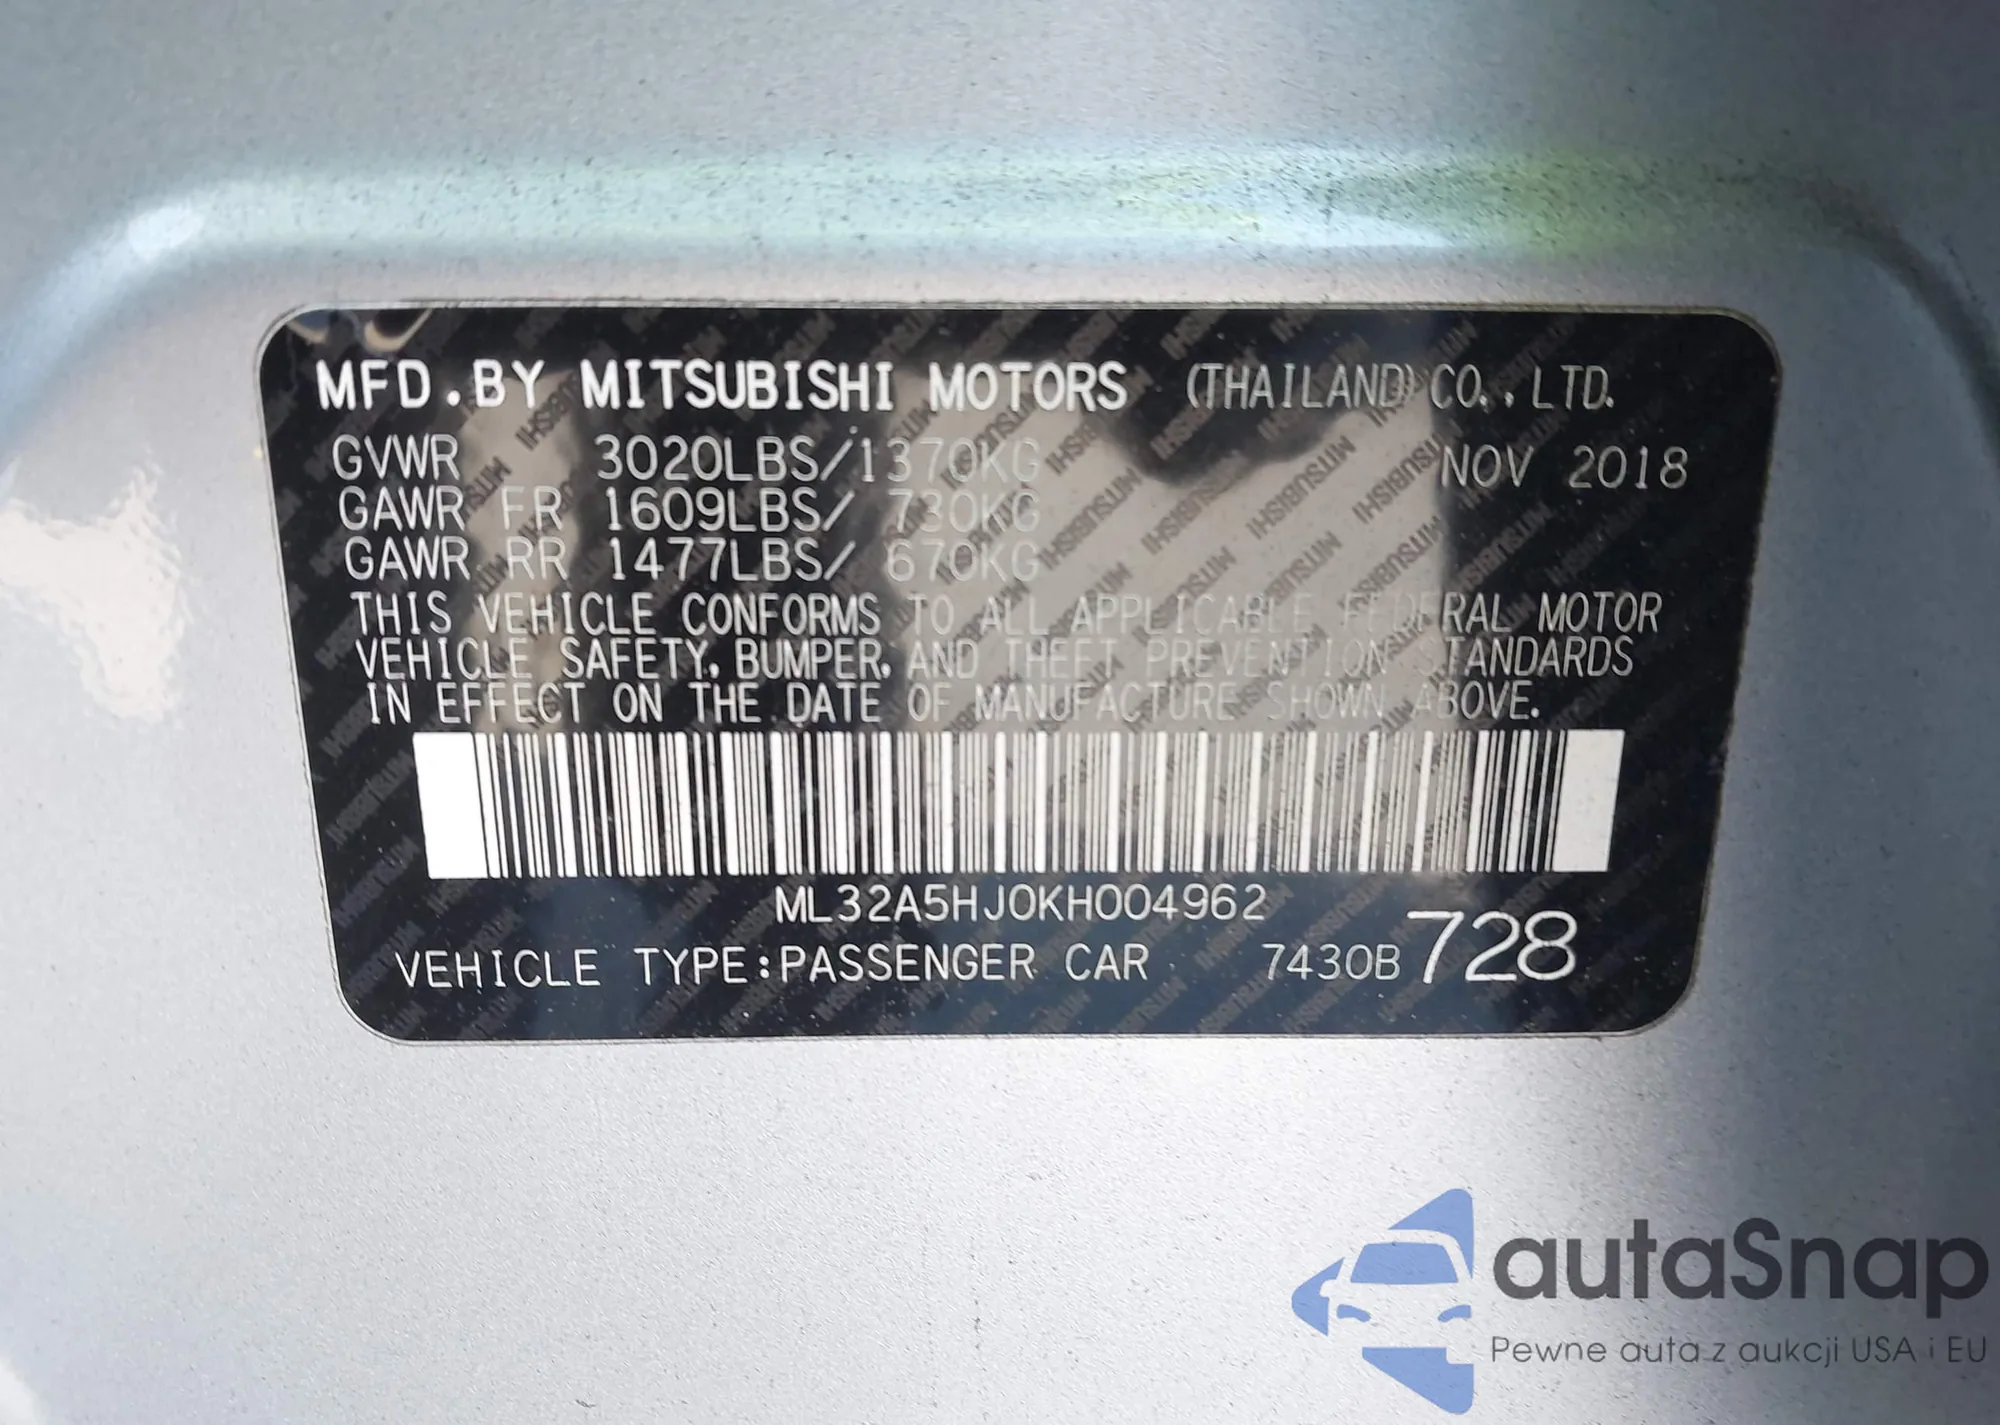 MFD.BY MITSUBISHI MOTORS (THAILAND) CO.,LTD.
GVWR 3020LBS/1370KG NOV 2018
GAWR FR 1609LBS/ 730KG
GAWR RR 1477LBS/ 670KG
THIS VEHICLE CONFORMS TO ALL APPLICABLE FEDERAL MOTOR
VEHICLE SAFETY, BUMPER, AND THEFT PREVENTION STANDARDS
IN EFFECT ON THE DATE OF MANUFACTURE SHOWN ABOVE.
ML32A5HJ0KH004962
VEHICLE TYPE:PASSENGER CAR 7430B 728
autaSnap
Pewne auta z aukcji USA i EU